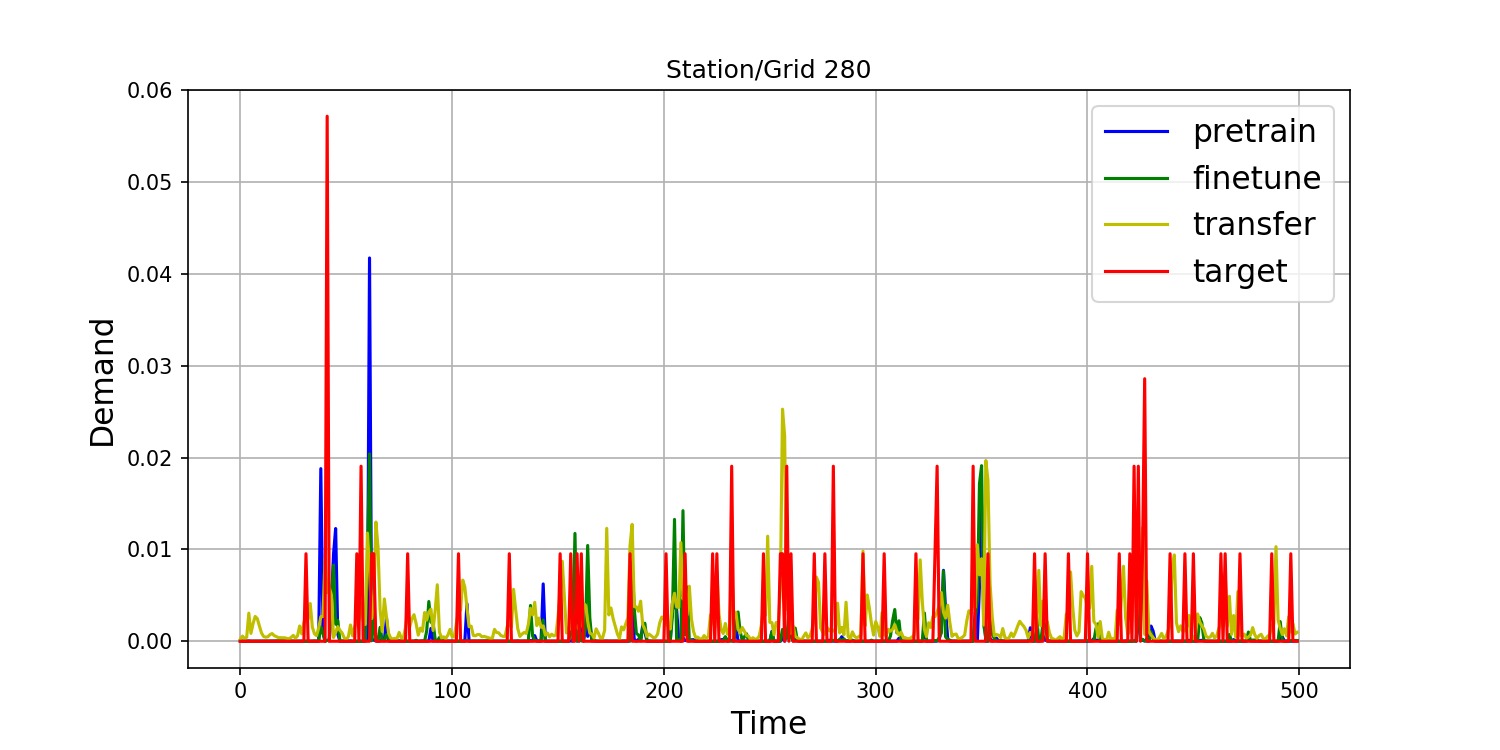 Station/Grid 280
0.06
0.05
0.04
0.03
0.02
0.01
0.00
Demand
0 100 200 300 400 500
Time
pretrain
finetune
transfer
target